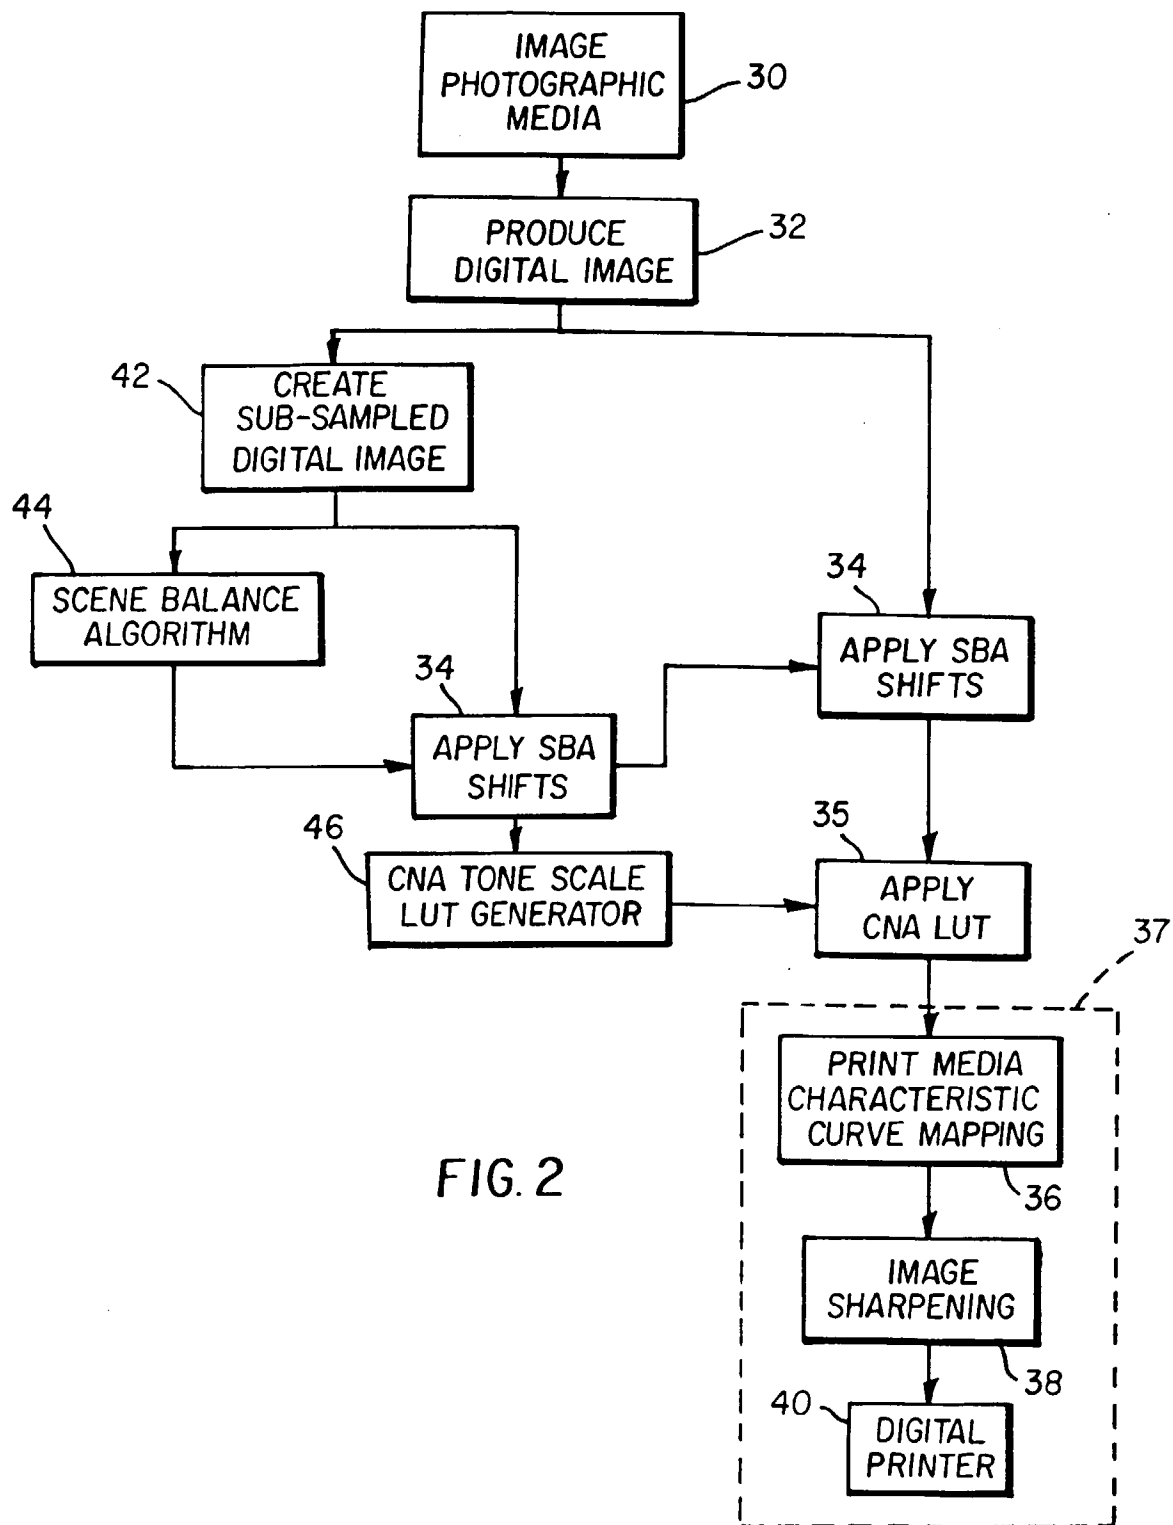 IMAGE
PHOTOGRAPHIC
MEDIA
30
PRODUCE
DIGITAL IMAGE
32
42
CREATE
SUB-SAMPLED
DIGITAL IMAGE
44
SCENE BALANCE
ALGORITHM
34
APPLY SBA
SHIFTS
34
APPLY SBA
SHIFTS
46
CNA TONE SCALE
LUT GENERATOR
35
APPLY
CNA LUT
37
PRINT MEDIA
CHARACTERISTIC
CURVE MAPPING
36
FIG. 2
IMAGE
SHARPENING
38
40
DIGITAL
PRINTER